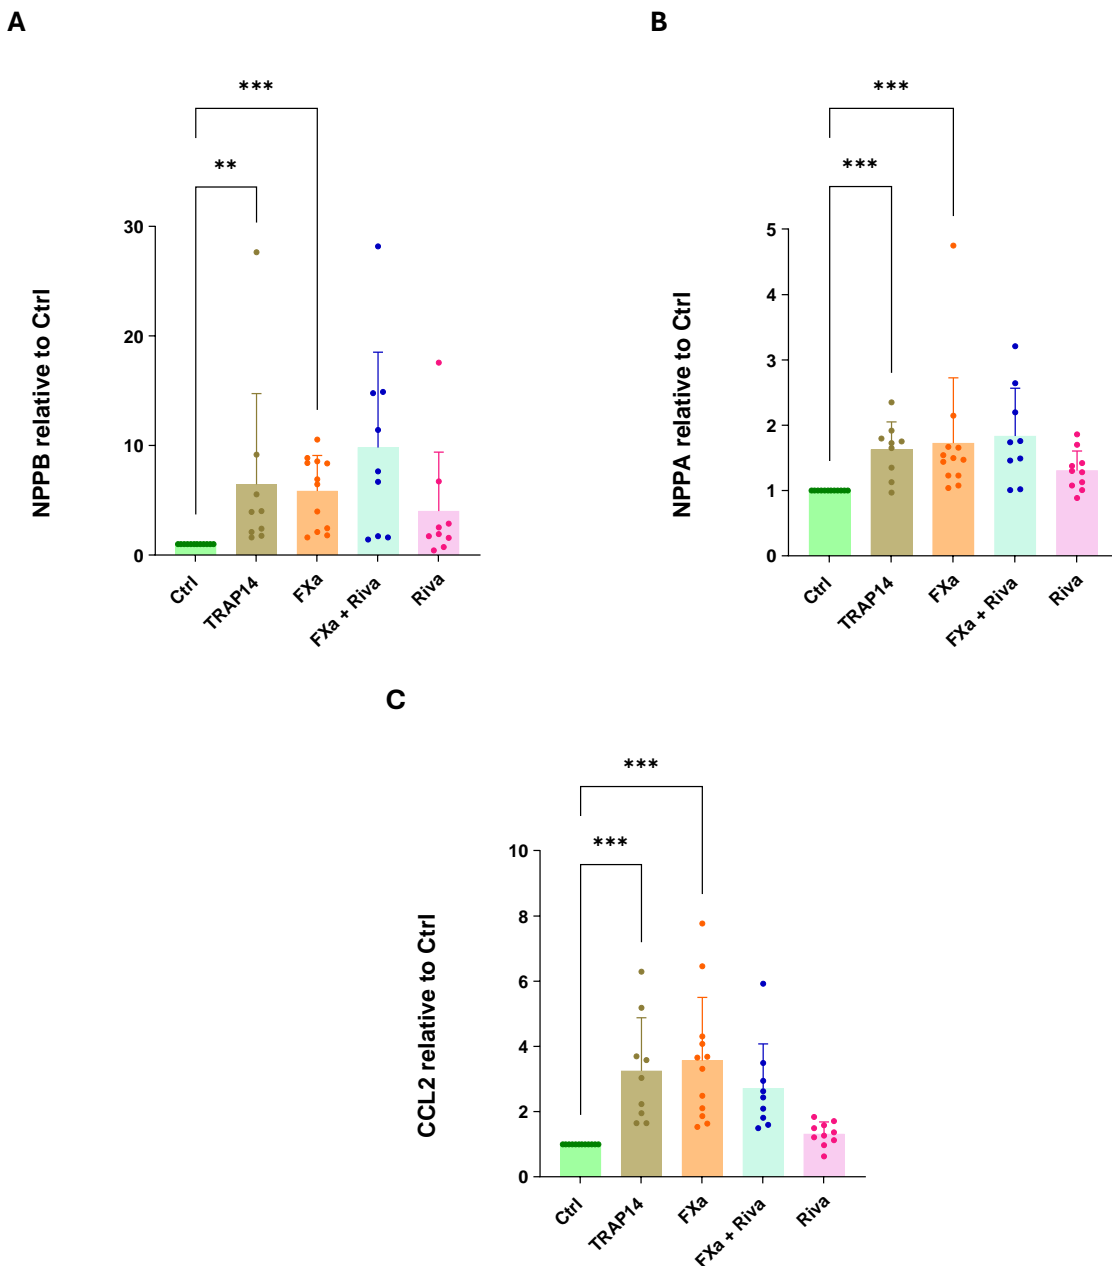 A
***
**
NPPB relative to Ctrl
30
20
10
0
Ctrl
TRAP14
FXa
FXa + Riva
Riva
B
***
***
NPPA relative to Ctrl
5
4
3
2
1
0
Ctrl
TRAP14
FXa
FXa + Riva
Riva
C
***
***
CCL2 relative to Ctrl
10
8
6
4
2
0
Ctrl
TRAP14
FXa
FXa + Riva
Riva